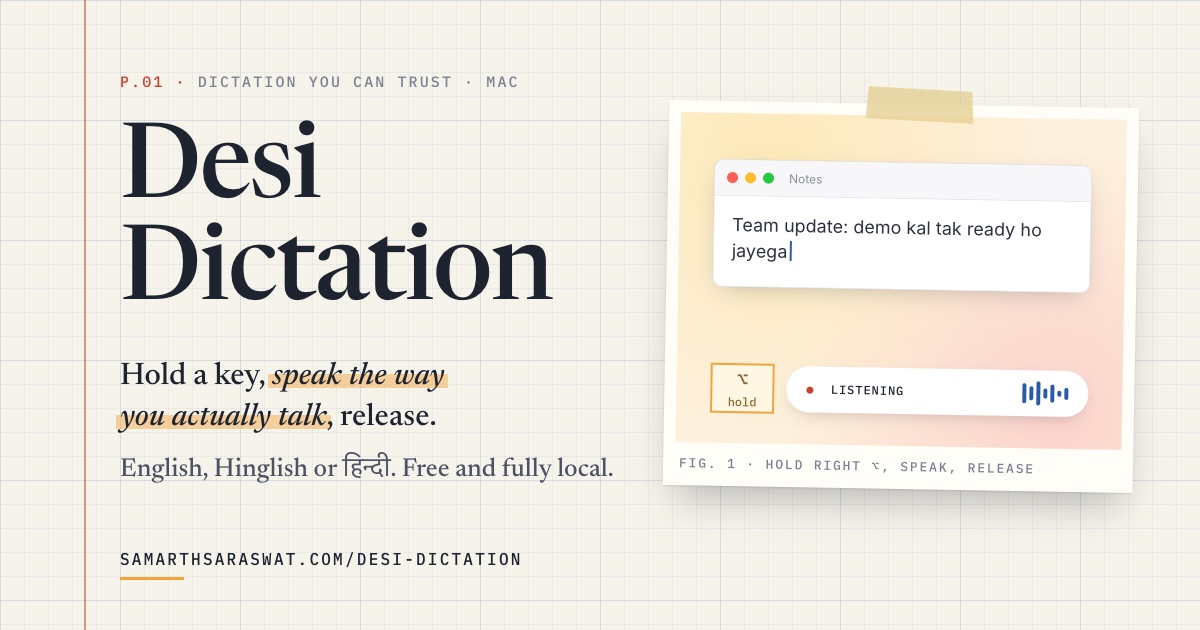 P.01 · DICTATION YOU CAN TRUST · MAC
Desi
Dictation
Hold a key, speak the way
you actually talk, release.
English, Hinglish or हिन्दी. Free and fully local.
SAMARTHSARASWAT.COM/DESI-DICTATION
Notes
Team update: demo kal tak ready ho
jayega
⌥
hold
LISTENING
FIG. 1 · HOLD RIGHT ⌥, SPEAK, RELEASE